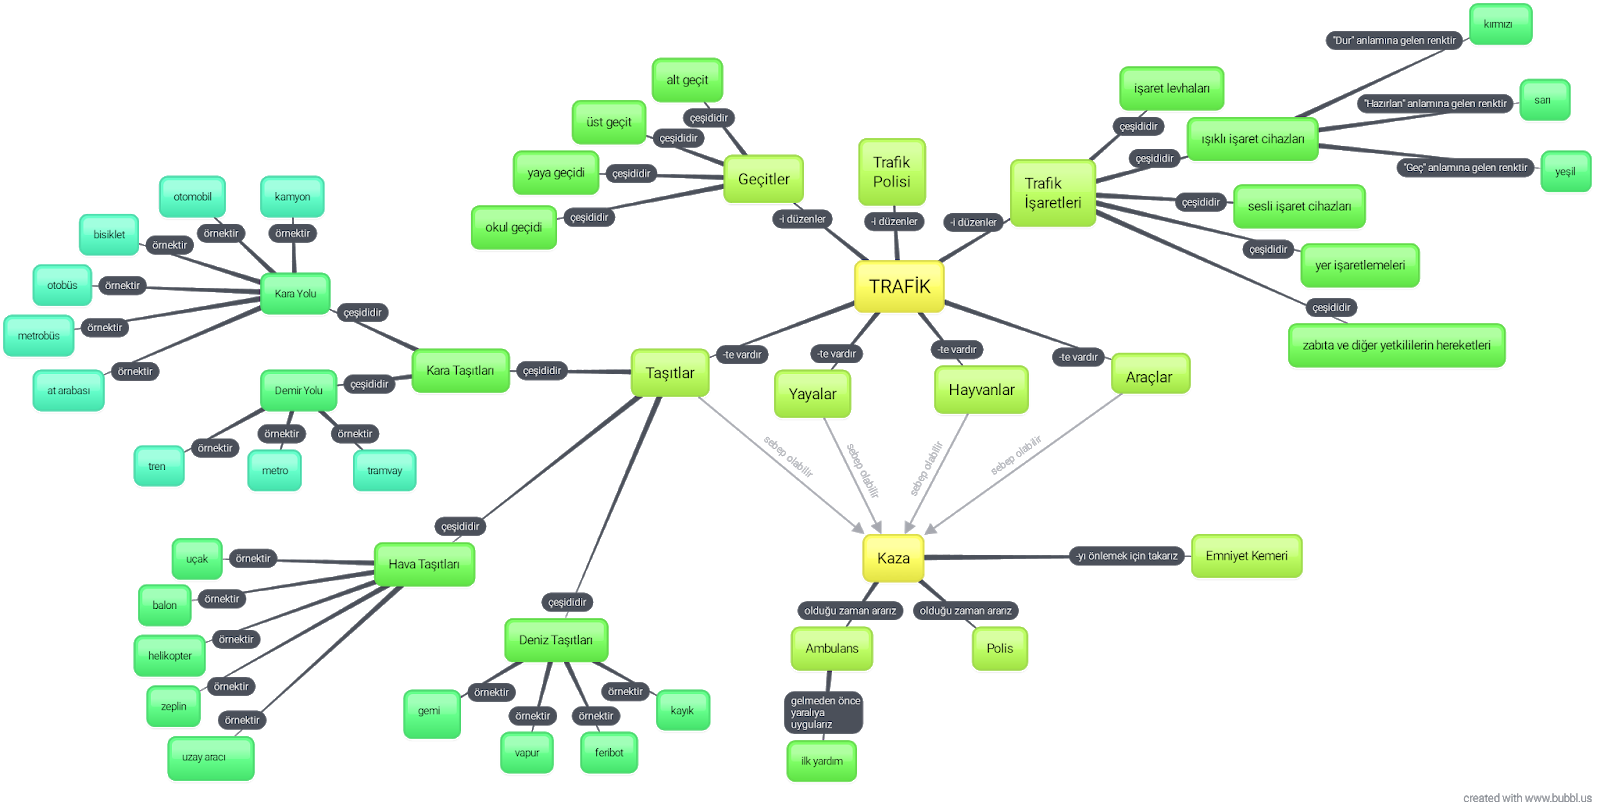 kırmızı
"Dur" anlamına gelen renktir
alt geçit
işaret levhaları
"Hazırlan" anlamına gelen renktir
sarı
çeşididir
üst geçit
çeşididir
çeşididir
ışıklı işaret cihazları
çeşididir
"Geç" anlamına gelen renktir
yeşil
yaya geçidi
çeşididir
Geçitler
Trafik
Polisi
Trafik
İşaretleri
otomobil
kamyon
sesli işaret cihazları
çeşididir
okul geçidi
çeşididir
-i düzenler
-i düzenler
-i düzenler
bisiklet
örnektir
örnektir
örnektir
çeşididir
yer işaretlemeleri
otobüs
örnektir
Kara Yolu
TRAFİK
çeşididir
çeşididir
metrobüs
örnektir
zabıta ve diğer yetkililerin hereketleri
-te vardır
-te vardır
-te vardır
-te vardır
at arabası
örnektir
Demir Yolu
çeşididir
Kara Taşıtları
çeşididir
Taşıtlar
Yayalar
Hayvanlar
Araçlar
örnektir
örnektir
örnektir
tren
metro
tramvay
sebep olabilir
sebep olabilir
sebep olabilir
sebep olabilir
çeşididir
uçak
örnektir
Hava Taşıtları
Kaza
-yı önlemek için takarız
Emniyet Kemeri
balon
örnektir
çeşididir
olduğu zaman ararız
olduğu zaman ararız
helikopter
örnektir
Deniz Taşıtları
Ambulans
Polis
zeplin
örnektir
örnektir
örnektir
gemi
kayık
örnektir
örnektir
örnektir
gelmeden önce
yaralıya
uygularız
uzay aracı
vapur
feribot
ilk yardım
created with www.bubbl.us